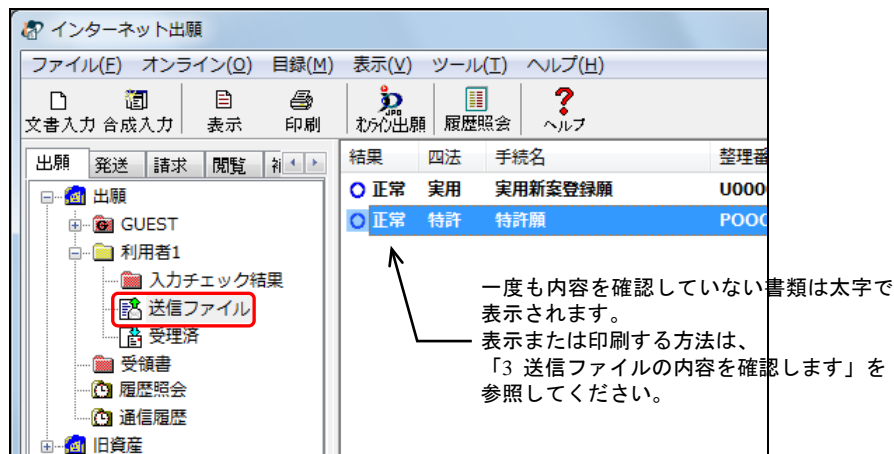 インターネット出願
ファイル(F) オンライン(O) 目録(M) 表示(V) ツール(T) ヘルプ(H)
文書入力 合成入力 表示 印刷 オンライン出願 履歴照会 ヘルプ
出願 発送 請求 閲覧
結果 四法 手続名
正常 実用 実用新案登録願 U000
正常 特許 特許願 POOO
出願
GUEST
利用者1
入力チェック結果
送信ファイル
受理済
受領書
履歴照会
通信履歴
旧資産
一度も内容を確認していない書類は太字で
表示されます。
表示または印刷する方法は、
「3 送信ファイルの内容を確認します」を
参照してください。